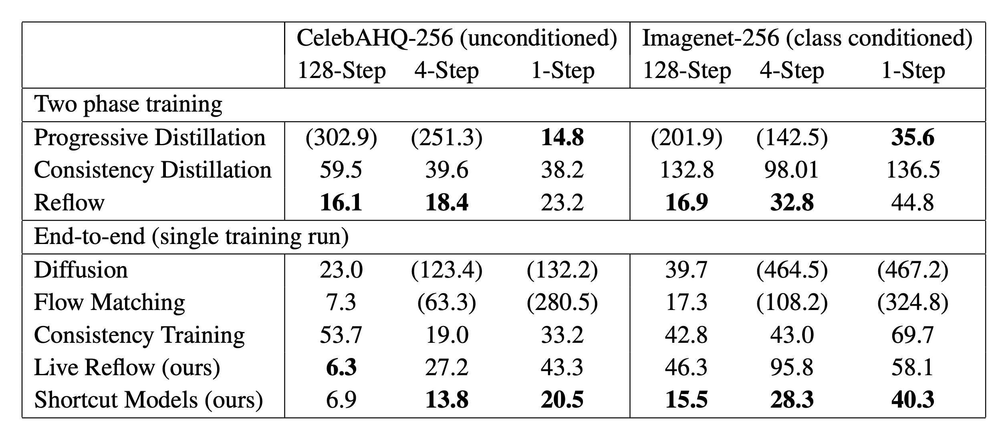 CelebAHQ-256 (unconditioned) Imagenet-256 (class conditioned)
128-Step 4-Step 1-Step 128-Step 4-Step 1-Step
Two phase training
Progressive Distillation (302.9) (251.3) 14.8 (201.9) (142.5) 35.6
Consistency Distillation 59.5 39.6 38.2 132.8 98.01 136.5
Reflow 16.1 18.4 23.2 16.9 32.8 44.8
End-to-end (single training run)
Diffusion 23.0 (123.4) (132.2) 39.7 (464.5) (467.2)
Flow Matching 7.3 (63.3) (280.5) 17.3 (108.2) (324.8)
Consistency Training 53.7 19.0 33.2 42.8 43.0 69.7
Live Reflow (ours) 6.3 27.2 43.3 46.3 95.8 58.1
Shortcut Models (ours) 6.9 13.8 20.5 15.5 28.3 40.3